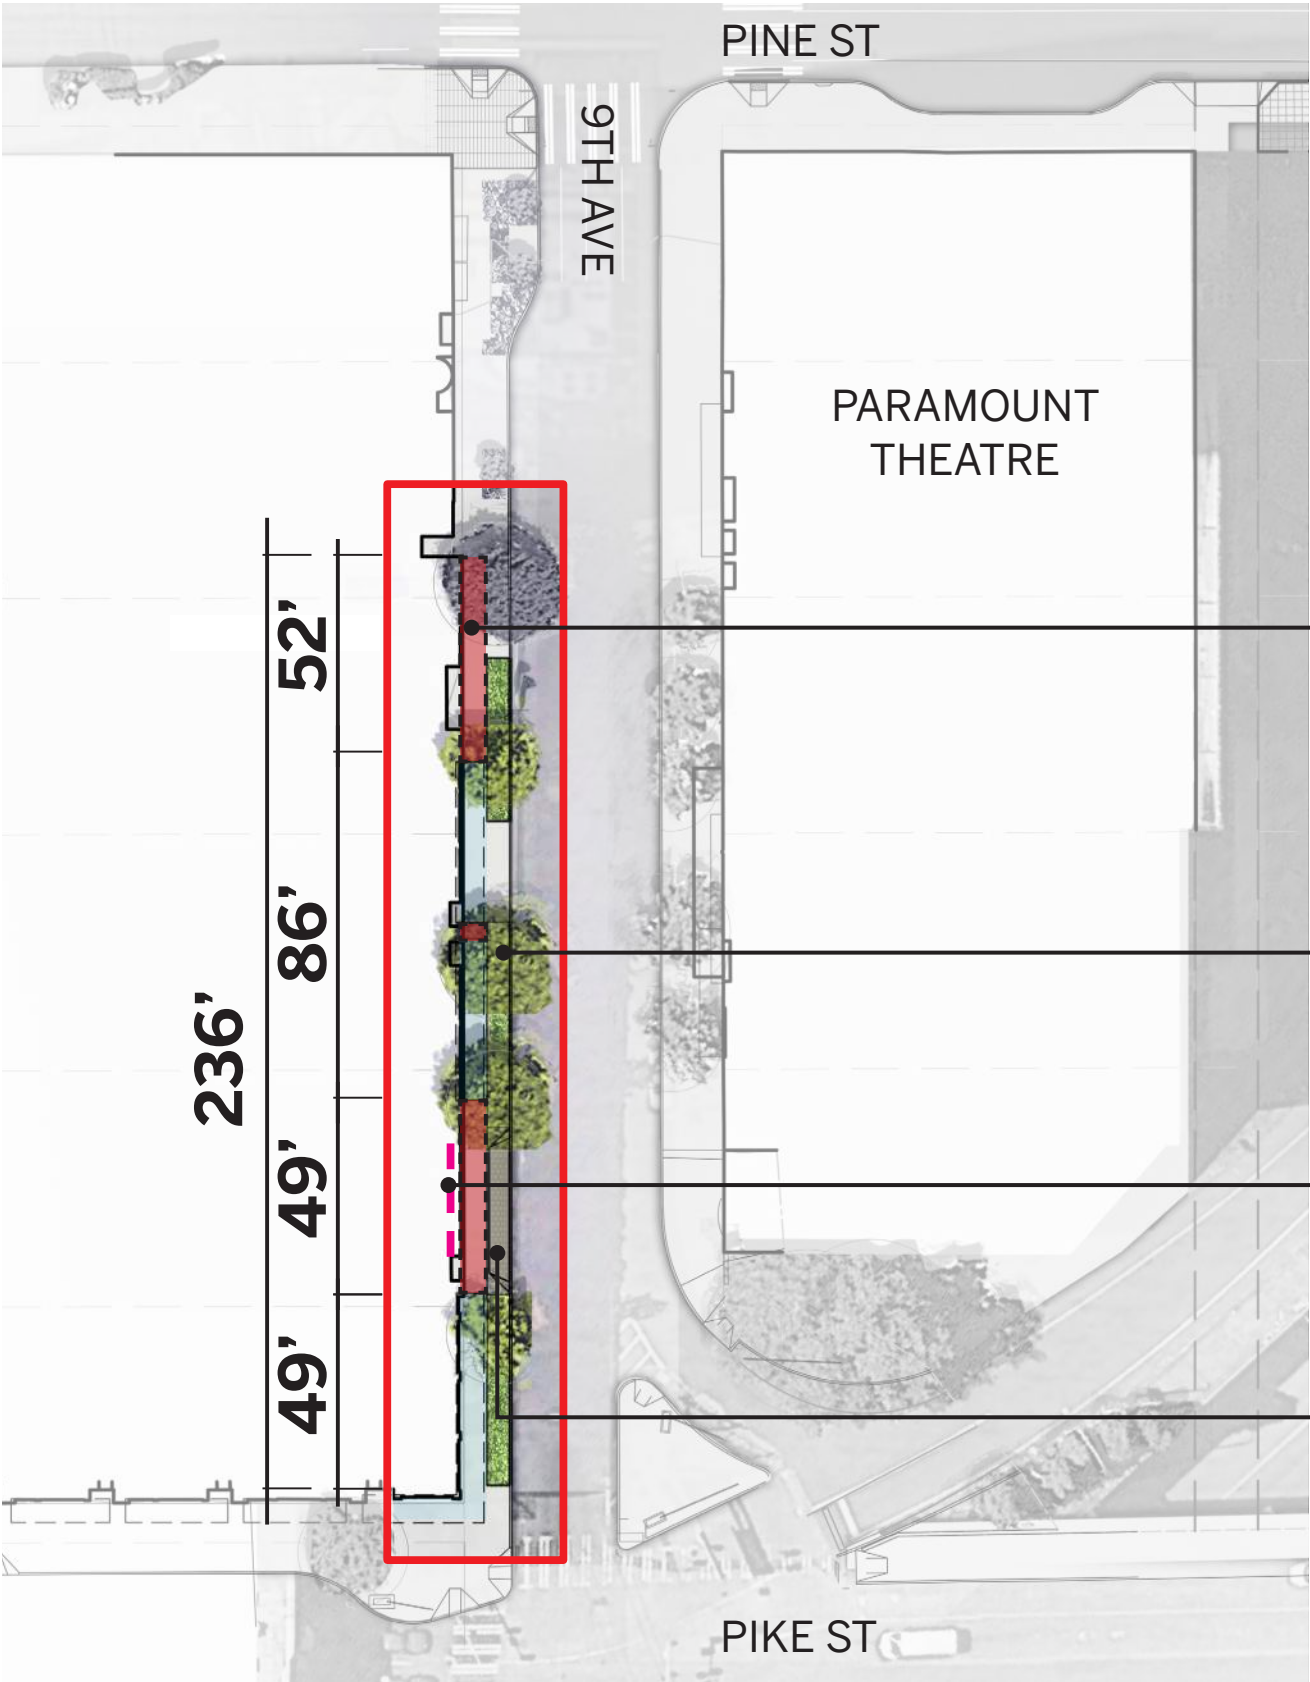 PINE ST
9TH AVE
PARAMOUNT
THEATRE
52’
86’
236’
49’
49’
PIKE ST